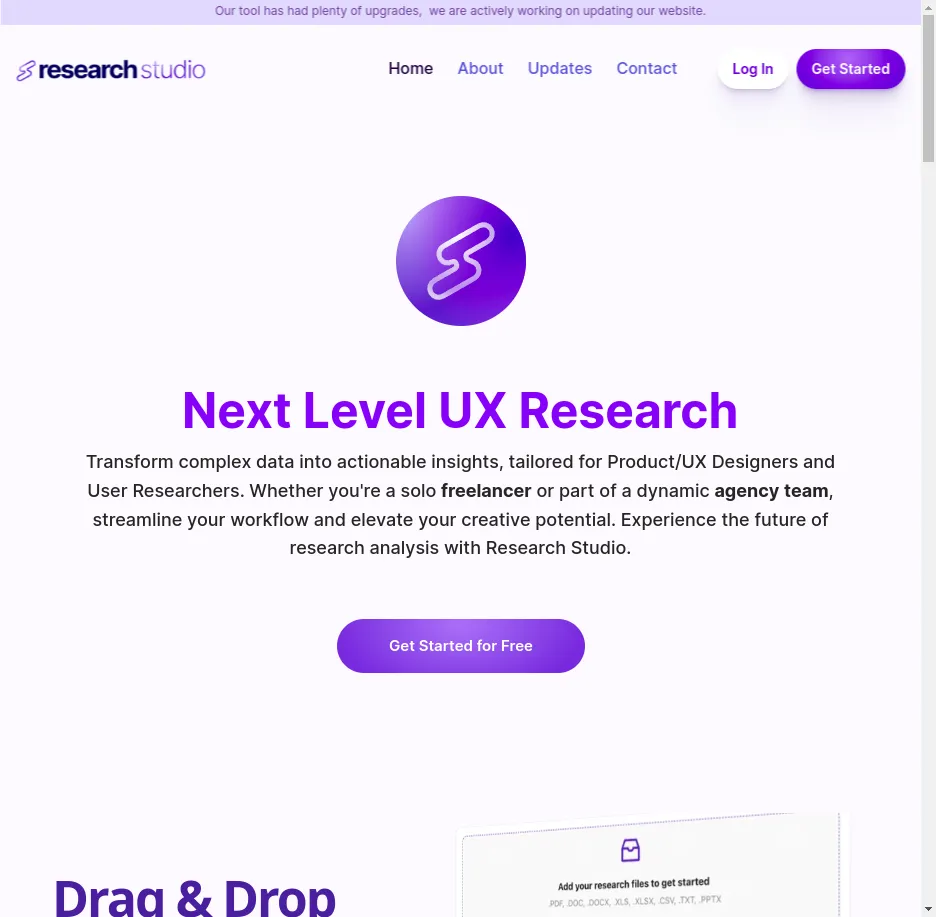 Our tool has had plenty of upgrades, we are actively working on updating our website.
research studio
Home
About
Updates
Contact
Log In
Get Started
Next Level UX Research
Transform complex data into actionable insights, tailored for Product/UX Designers and
User Researchers. Whether you're a solo freelancer or part of a dynamic agency team,
streamline your workflow and elevate your creative potential. Experience the future of
research analysis with Research Studio.
Get Started for Free
Add your research files to get started
.PDF, .DOC, .DOCX, .XLS, .XLSX, .CSV, .TXT, .PPTX
Drag & Drop